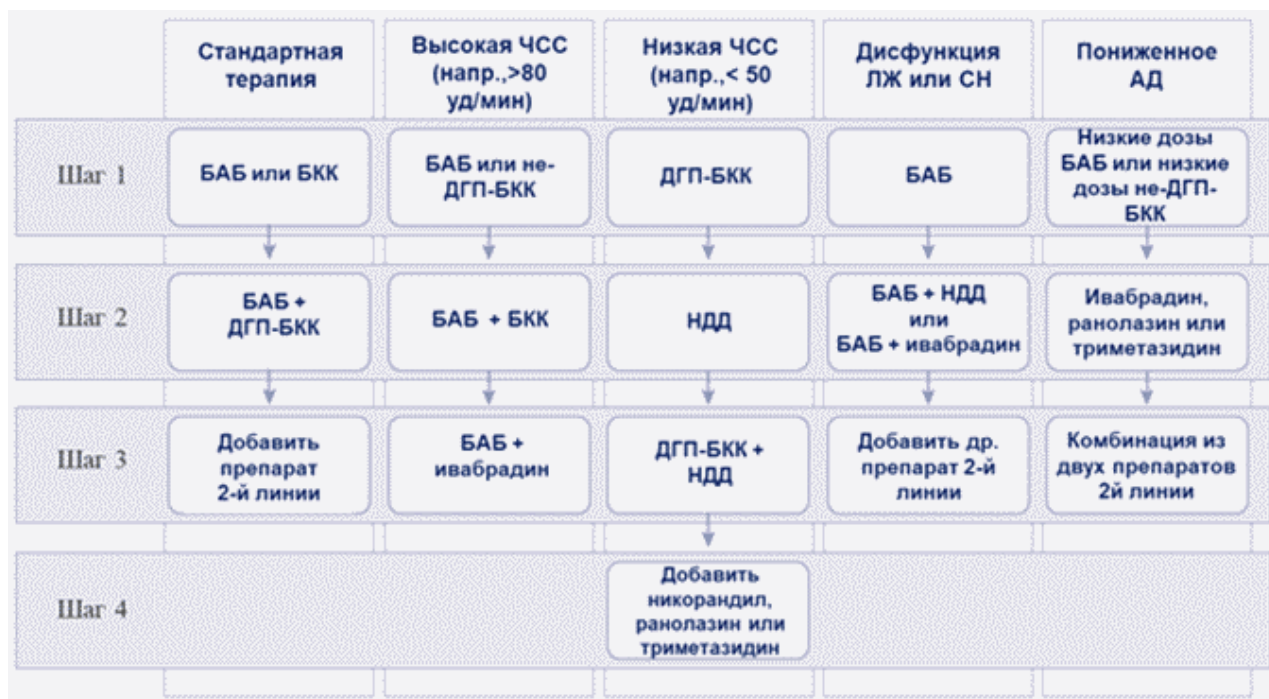 Стандартная
терапия
Высокая ЧСС
(напр.,>80
уд/мин)
Низкая ЧСС
(напр.,< 50
уд/мин)
Дисфункция
ЛЖ или СН
Пониженное
АД
Шаг 1
БАБ или БКК
БАБ или не-
ДГП-БКК
ДГП-БКК
БАБ
Низкие дозы
БАБ или низкие
дозы не-ДГП-
БКК
Шаг 2
БАБ +
ДГП-БКК
БАБ + БКК
НДД
БАБ + НДД
или
БАБ + ивабрадин
Ивабрадин,
ранолазин или
триметазидин
Шаг 3
Добавить
препарат
2-й линии
БАБ +
ивабрадин
ДГП-БКК +
НДД
Добавить др.
препарат 2-й
линии
Комбинация из
двух препаратов
2й линии
Шаг 4
Добавить
никорандил,
ранолазин или
триметазидин